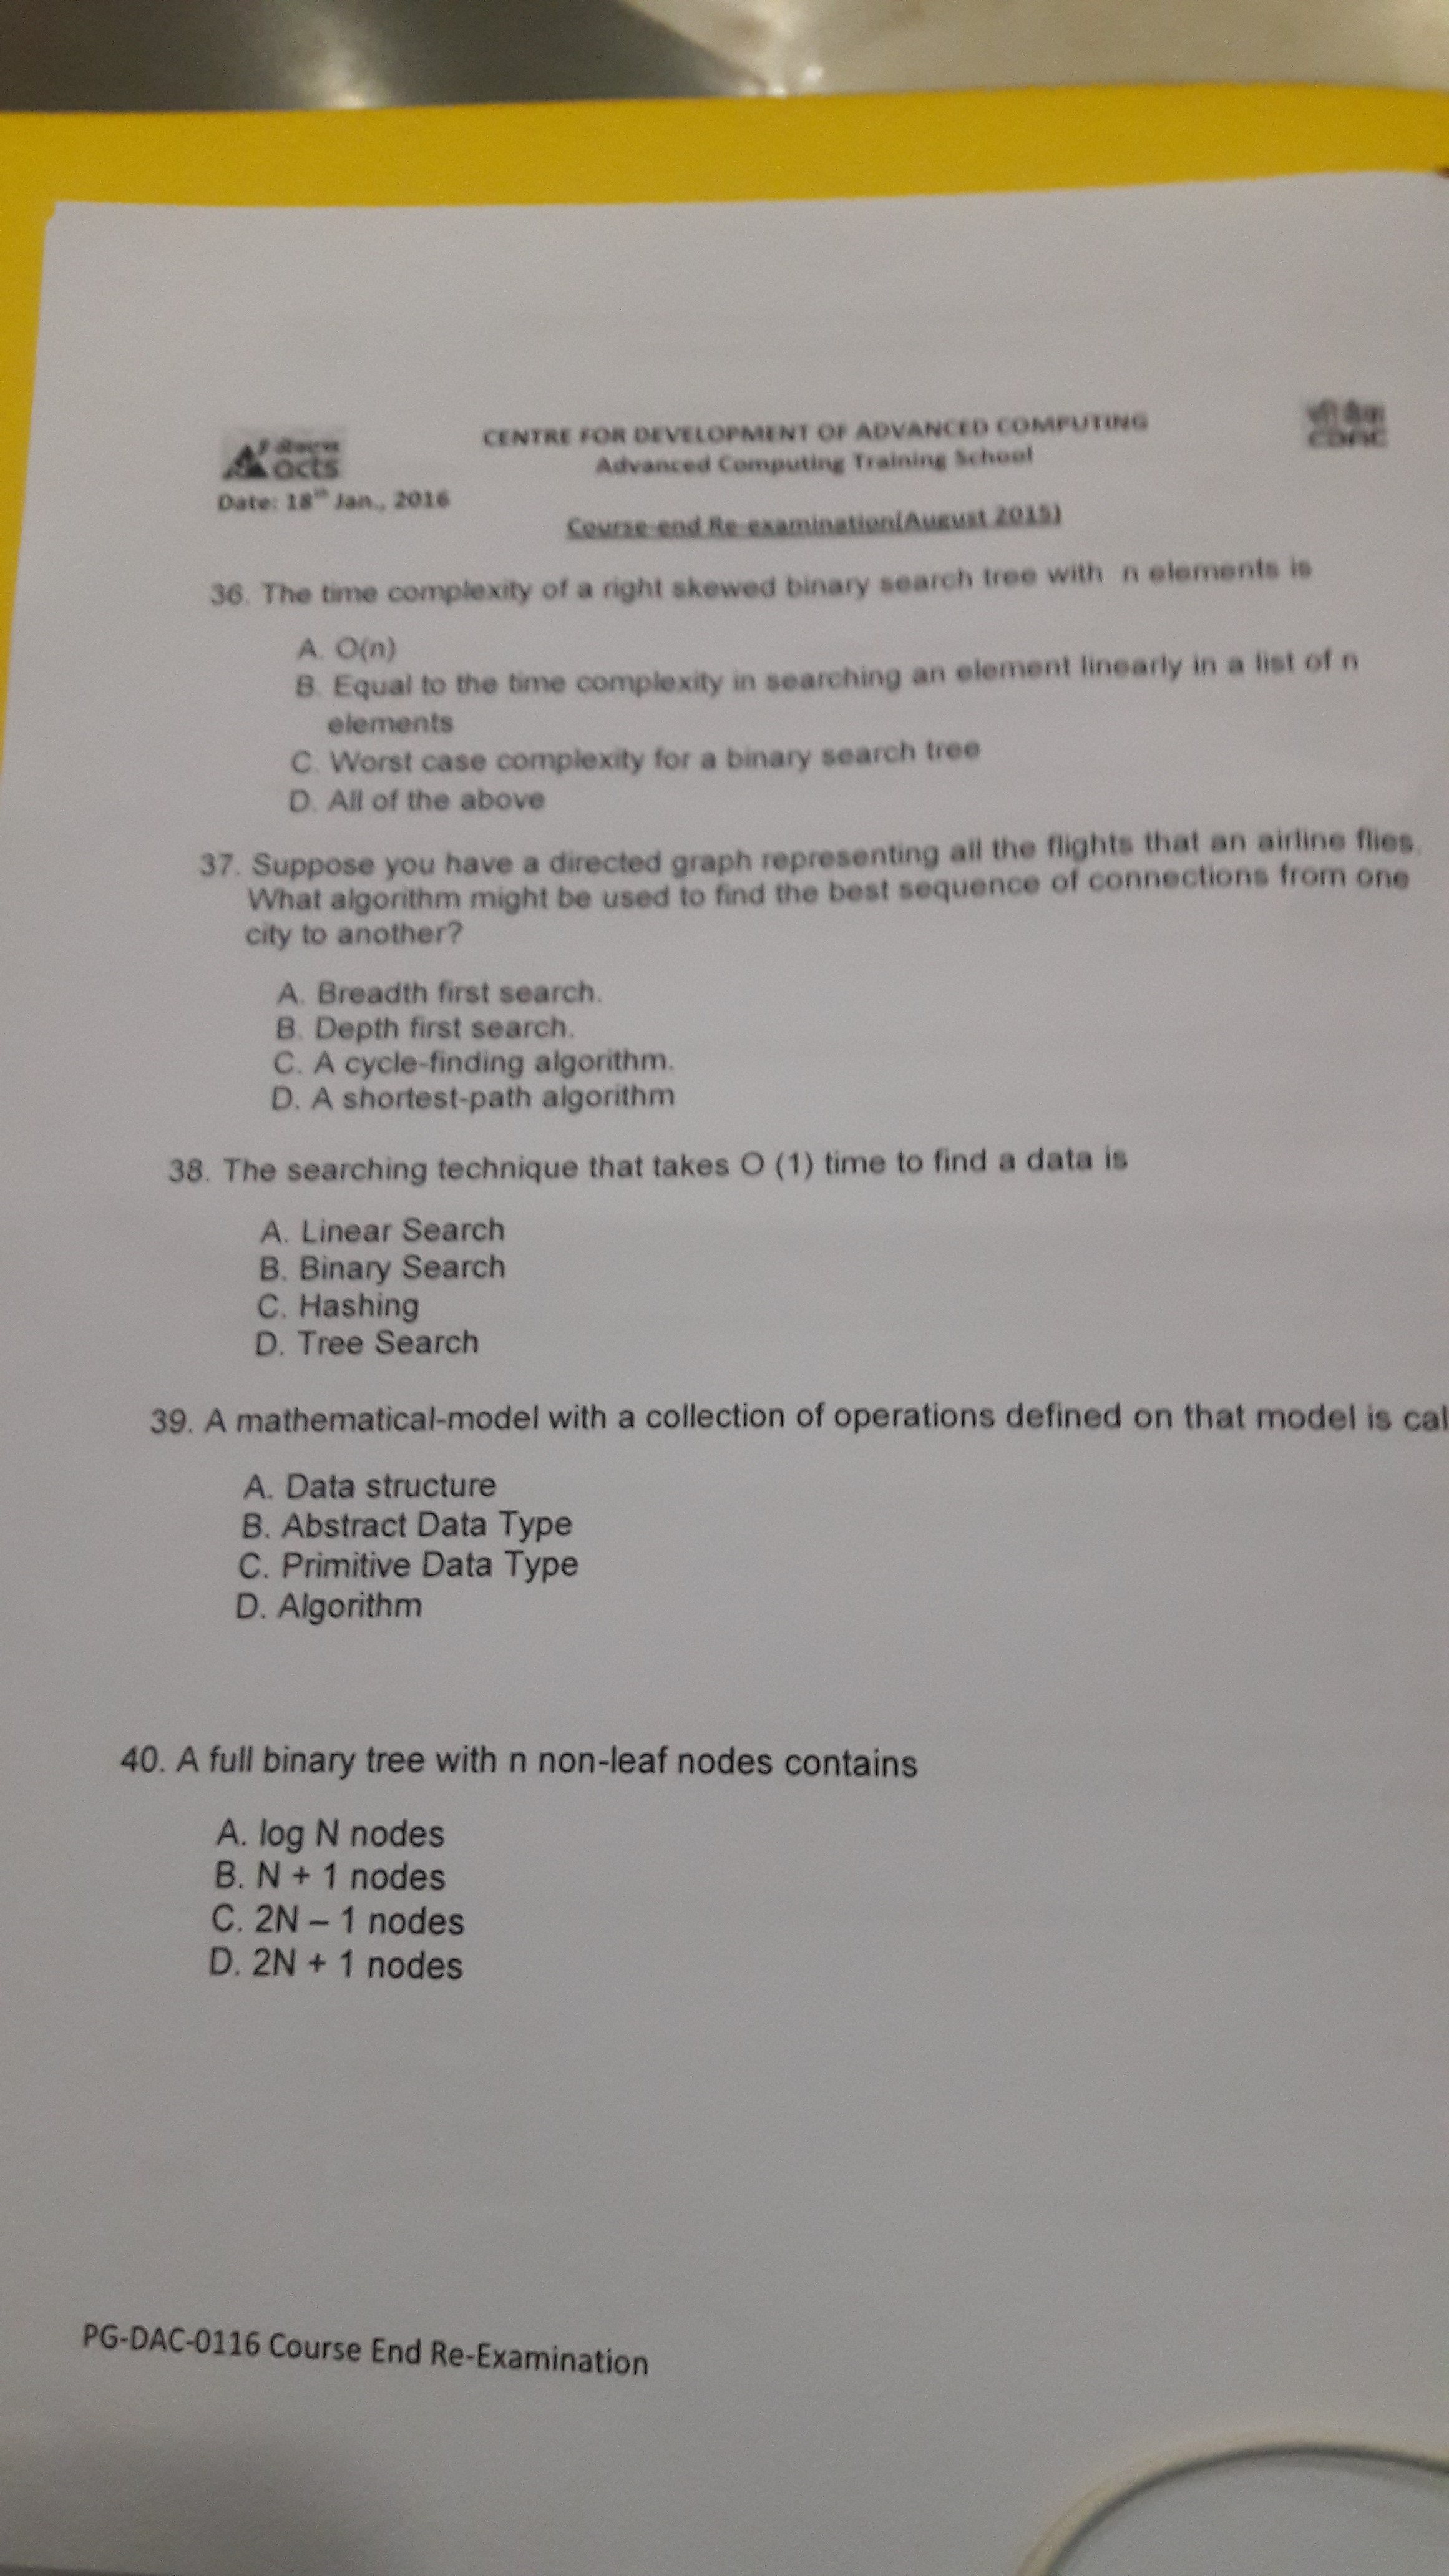 acts
सी डैक
CDAC
CENTRE FOR DEVELOPMENT OF ADVANCED COMPUTING
Advanced Computing Training School
Date: 18th Jan., 2016
Course-end Re-examination(August 2015)
36. The time complexity of a right skewed binary search tree with n elements is
A. O(n)
B. Equal to the time complexity in searching an element linearly in a list of n
elements
C. Worst case complexity for a binary search tree
D. All of the above
37. Suppose you have a directed graph representing all the flights that an airline flies.
What algorithm might be used to find the best sequence of connections from one
city to another?
A. Breadth first search.
B. Depth first search.
C. A cycle-finding algorithm.
D. A shortest-path algorithm
38. The searching technique that takes O (1) time to find a data is
A. Linear Search
B. Binary Search
C. Hashing
D. Tree Search
39. A mathematical-model with a collection of operations defined on that model is cal
A. Data structure
B. Abstract Data Type
C. Primitive Data Type
D. Algorithm
40. A full binary tree with n non-leaf nodes contains
A. log N nodes
B. N + 1 nodes
C. 2N – 1 nodes
D. 2N + 1 nodes
PG-DAC-0116 Course End Re-Examination